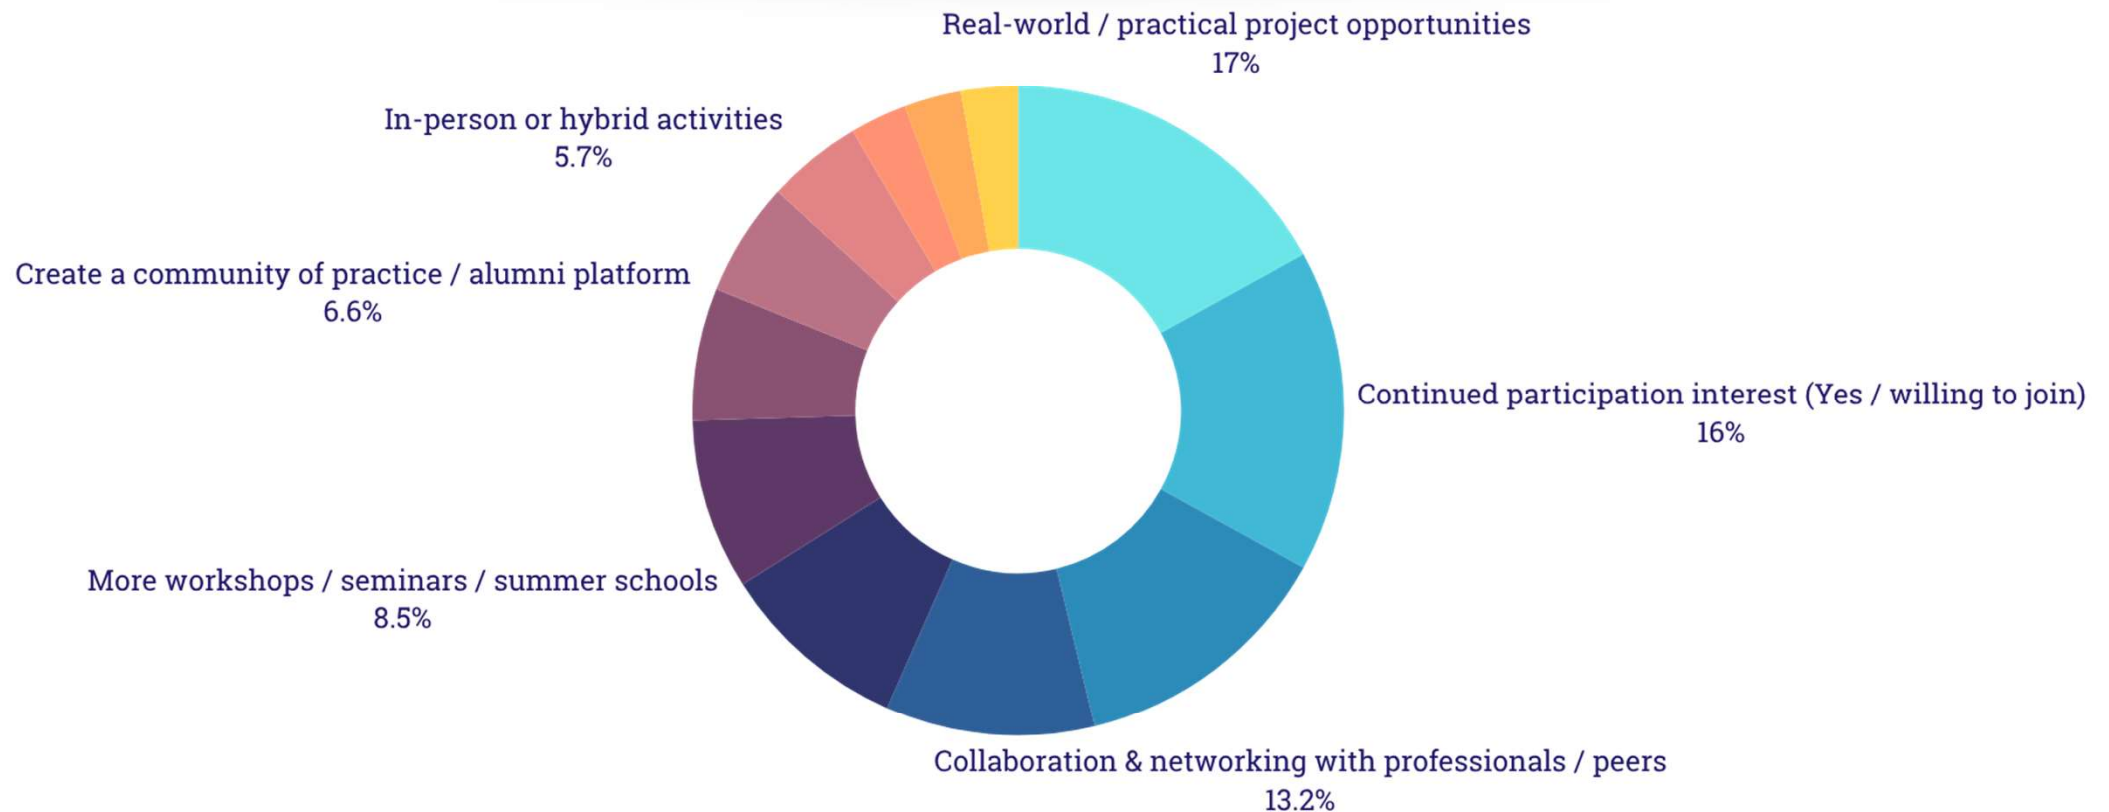 Real-world / practical project opportunities
17%
In-person or hybrid activities
5.7%
Create a community of practice / alumni platform
6.6%
Continued participation interest (Yes / willing to join)
16%
More workshops / seminars / summer schools
8.5%
Collaboration & networking with professionals / peers
13.2%